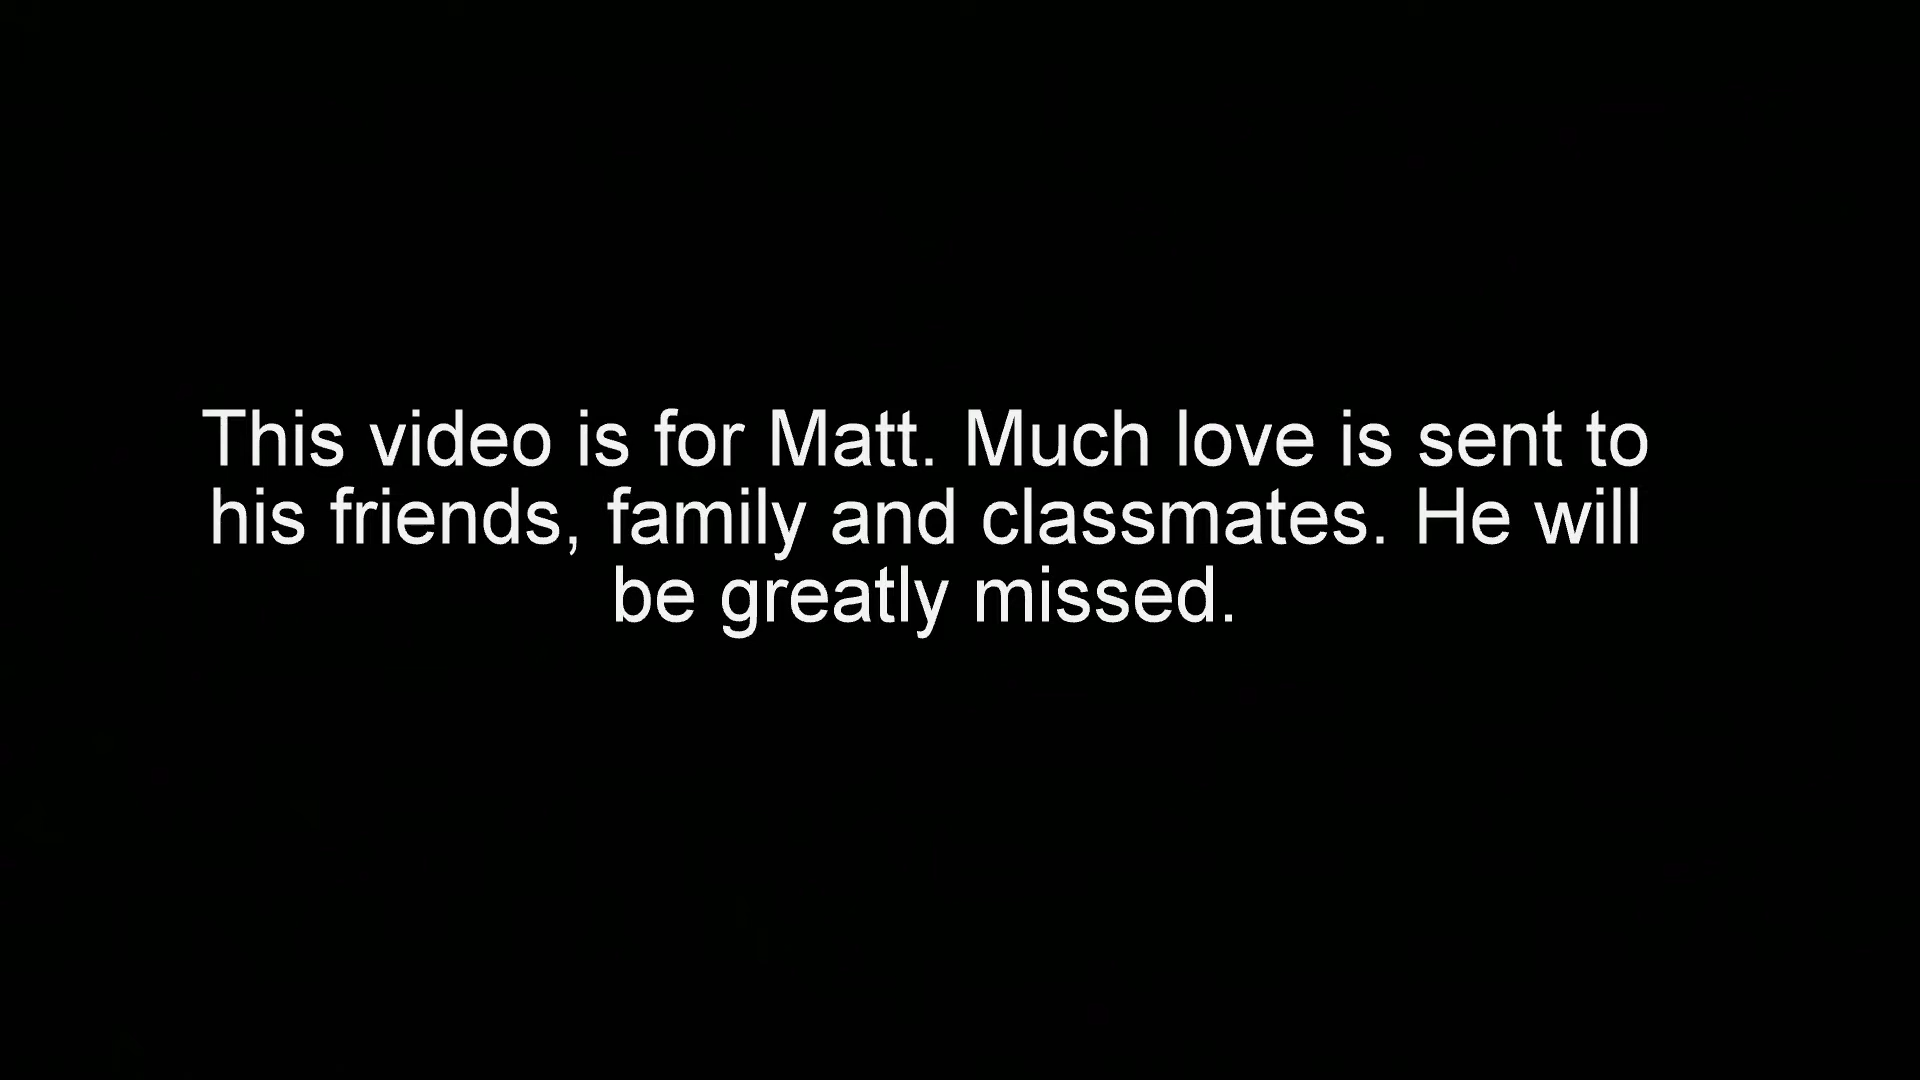 This video is for Matt. Much love is sent to
his friends, family and classmates. He will
be greatly missed.